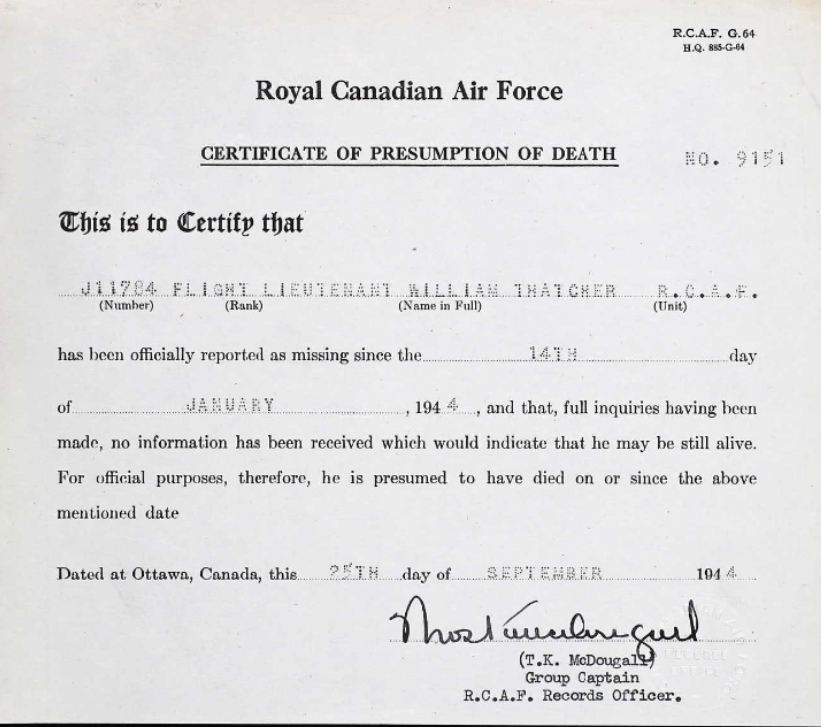 R.C.A.F. G.64
H.Q. 885-G-64
Royal Canadian Air Force
CERTIFICATE OF PRESUMPTION OF DEATH NO. 9151
This is to Certify that
J11784 FLIGHT LIEUTENANT WILLIAM THATCHER R.C.A.F.
(Number) (Rank) (Name in Full) (Unit)
has been officially reported as missing since the 14TH day
of JANUARY, 1944, and that, full inquiries having been
made, no information has been received which would indicate that he may be still alive.
For official purposes, therefore, he is presumed to have died on or since the above
mentioned date
Dated at Ottawa, Canada, this 25TH day of SEPTEMBER 1944
(T.K. McDougall)
Group Captain
R.C.A.F. Records Officer.